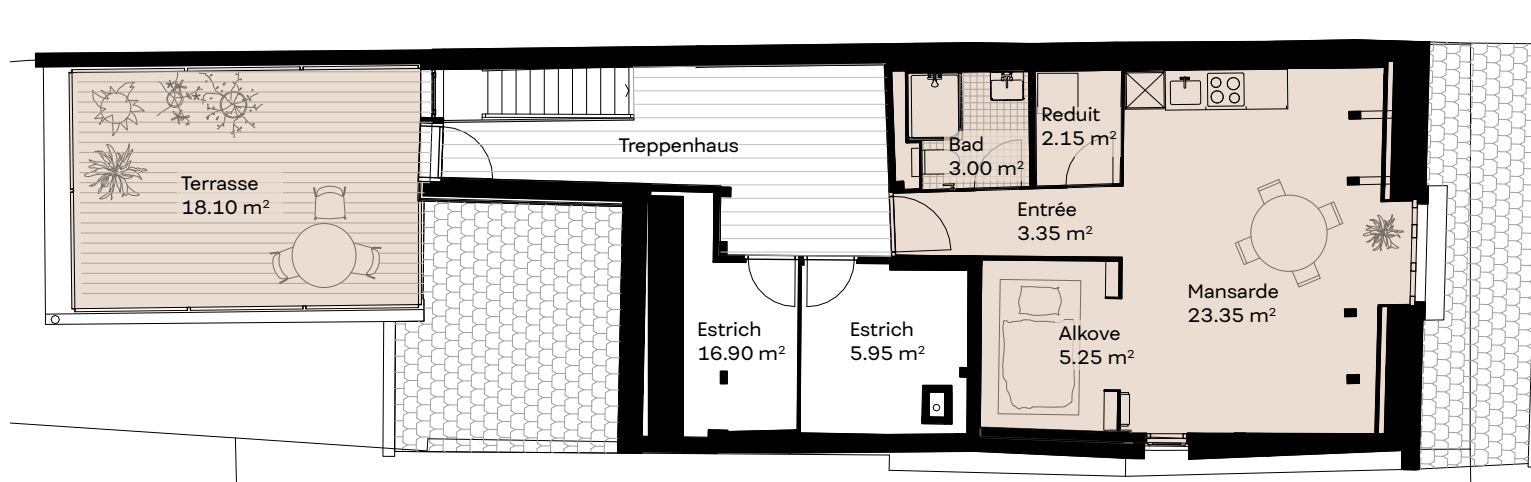 Terrasse
18.10 m²
Treppenhaus
Bad
3.00 m²
Reduit
2.15 m²
Entrée
3.35 m²
Mansarde
23.35 m²
Estrich
16.90 m²
Estrich
5.95 m²
Alkove
5.25 m²